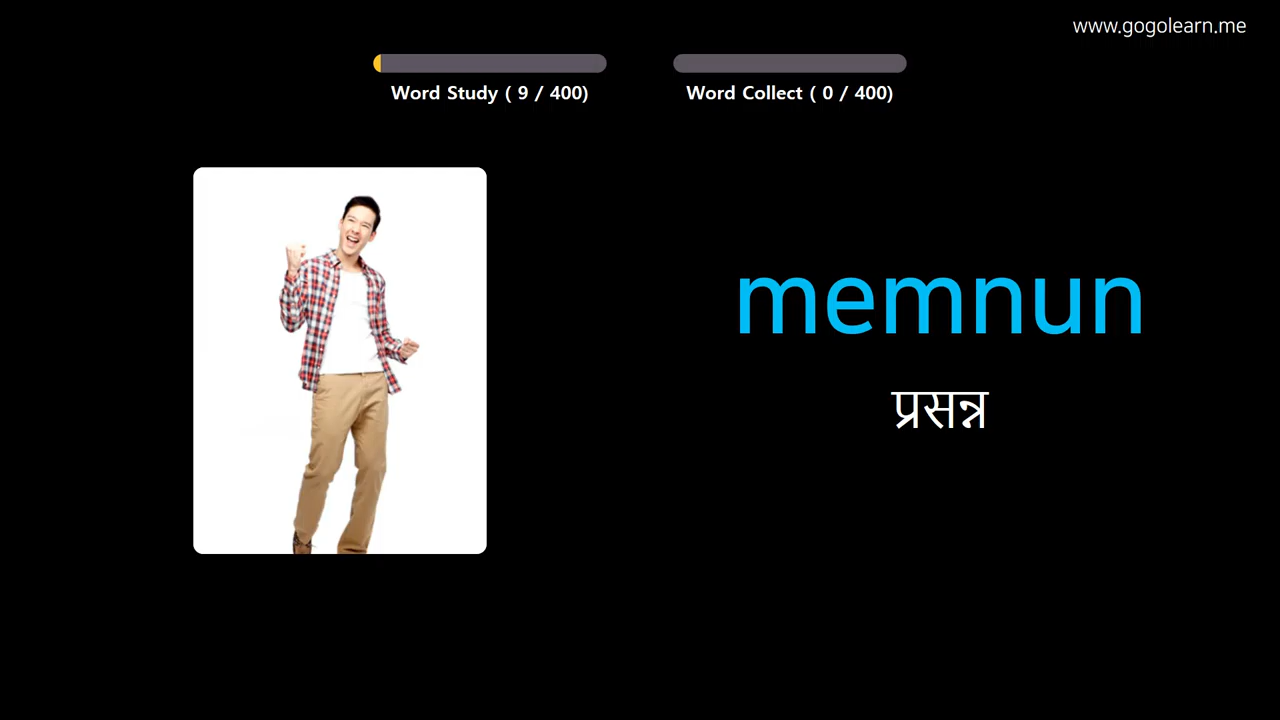 www.gogolearn.me
Word Study ( 9 / 400)
Word Collect ( 0 / 400)
memnun
प्रसन्न